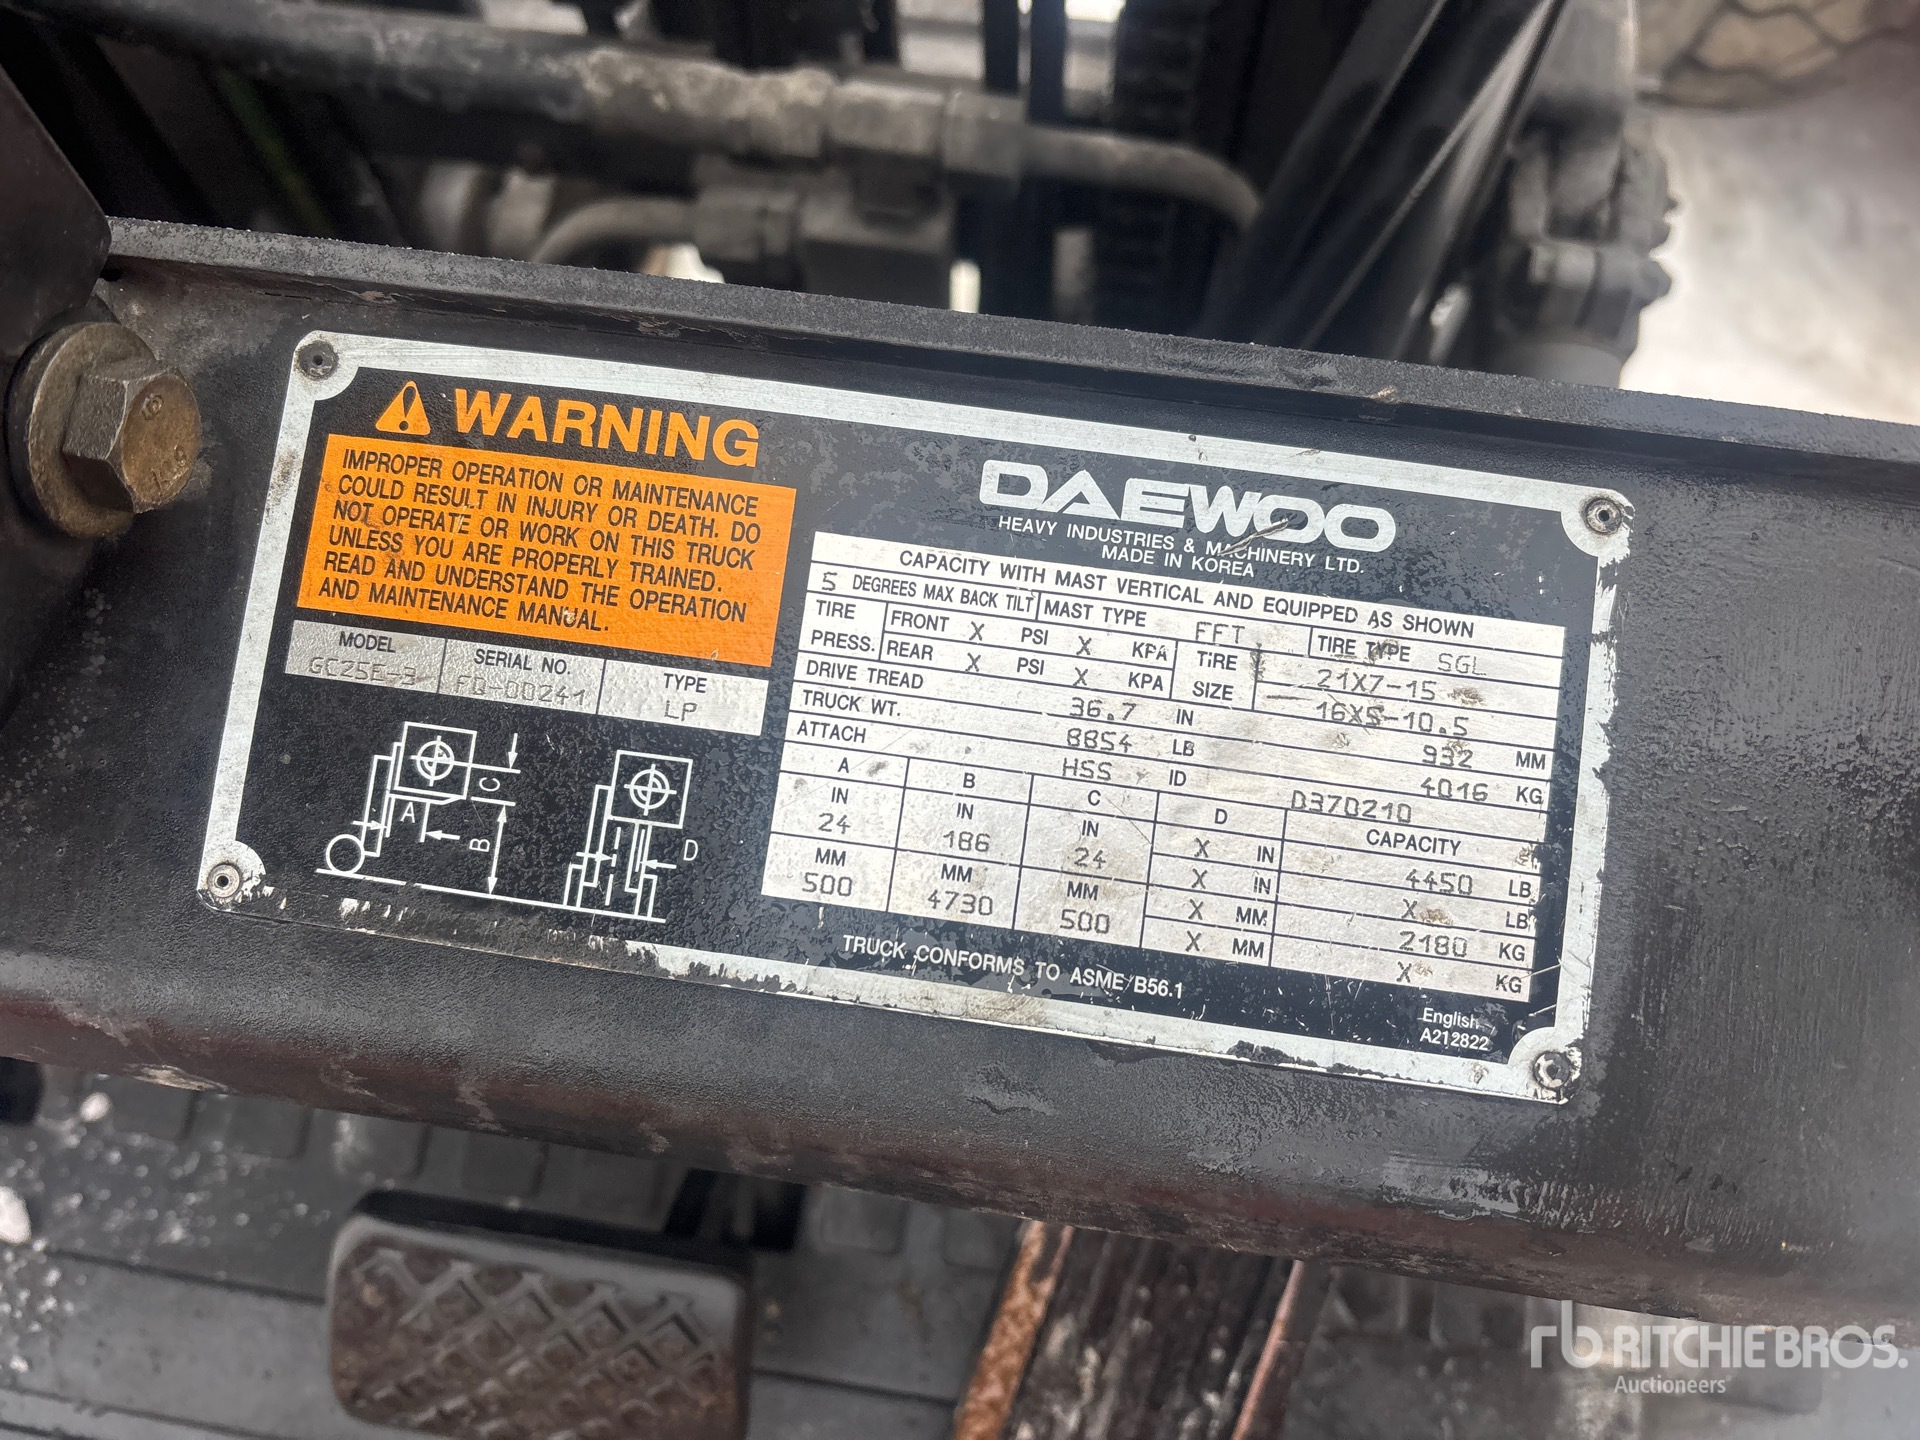 WARNING
IMPROPER OPERATION OR MAINTENANCE
COULD RESULT IN INJURY OR DEATH. DO
NOT OPERATE OR WORK ON THIS TRUCK
UNLESS YOU ARE PROPERLY TRAINED.
READ AND UNDERSTAND THE OPERATION
AND MAINTENANCE MANUAL.
MODEL SERIAL NO. TYPE
GC25E-3 FQ-00241 LP
A B C D
DAEWOO
HEAVY INDUSTRIES & MACHINERY LTD.
MADE IN KOREA
CAPACITY WITH MAST VERTICAL AND EQUIPPED AS SHOWN
5 DEGREES MAX BACK TILT MAST TYPE FFT TIRE TYPE SGL
TIRE PRESS. FRONT X PSI X KPA TIRE SIZE 21X7-15
REAR X PSI X KPA 16X5-10.5
DRIVE TREAD 36.7 IN 932 MM
TRUCK WT. 8854 LB 4016 KG
ATTACH HSS ID D370210
A B C D CAPACITY
IN IN IN X IN 4450 LB
24 186 24 X IN X LB
MM MM MM X MM 2180 KG
500 4730 500 X MM X KG
TRUCK CONFORMS TO ASME B56.1
English
A212822
rb RITCHIE BROS.
Auctioneers